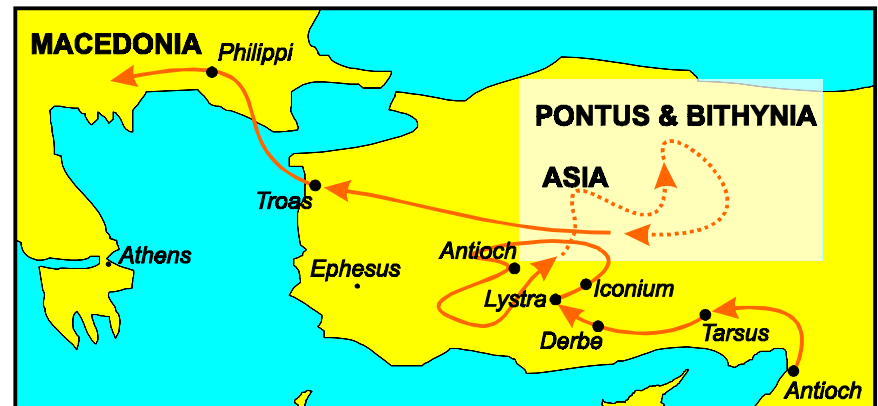 MACEDONIA
Philippi
PONTUS & BITHYNIA
ASIA
Troas
Athens
Antioch
Ephesus
Lystra
Iconium
Derbe
Tarsus
Antioch